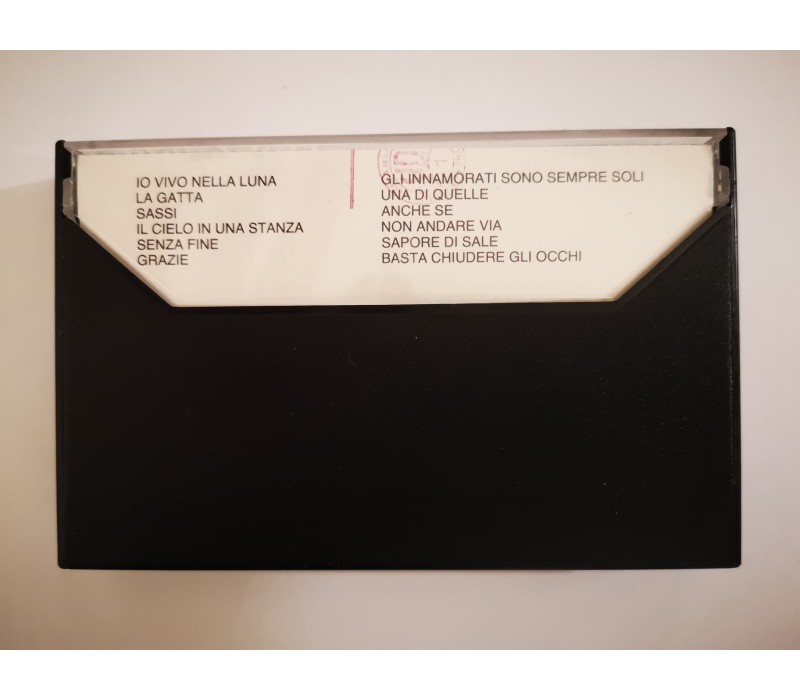 IO VIVO NELLA LUNA
LA GATTA
SASSI
IL CIELO IN UNA STANZA
SENZA FINE
GRAZIE
GLI INNAMORATI SONO SEMPRE SOLI
UNA DI QUELLE
ANCHE SE
NON ANDARE VIA
SAPORE DI SALE
BASTA CHIUDERE GLI OCCHI